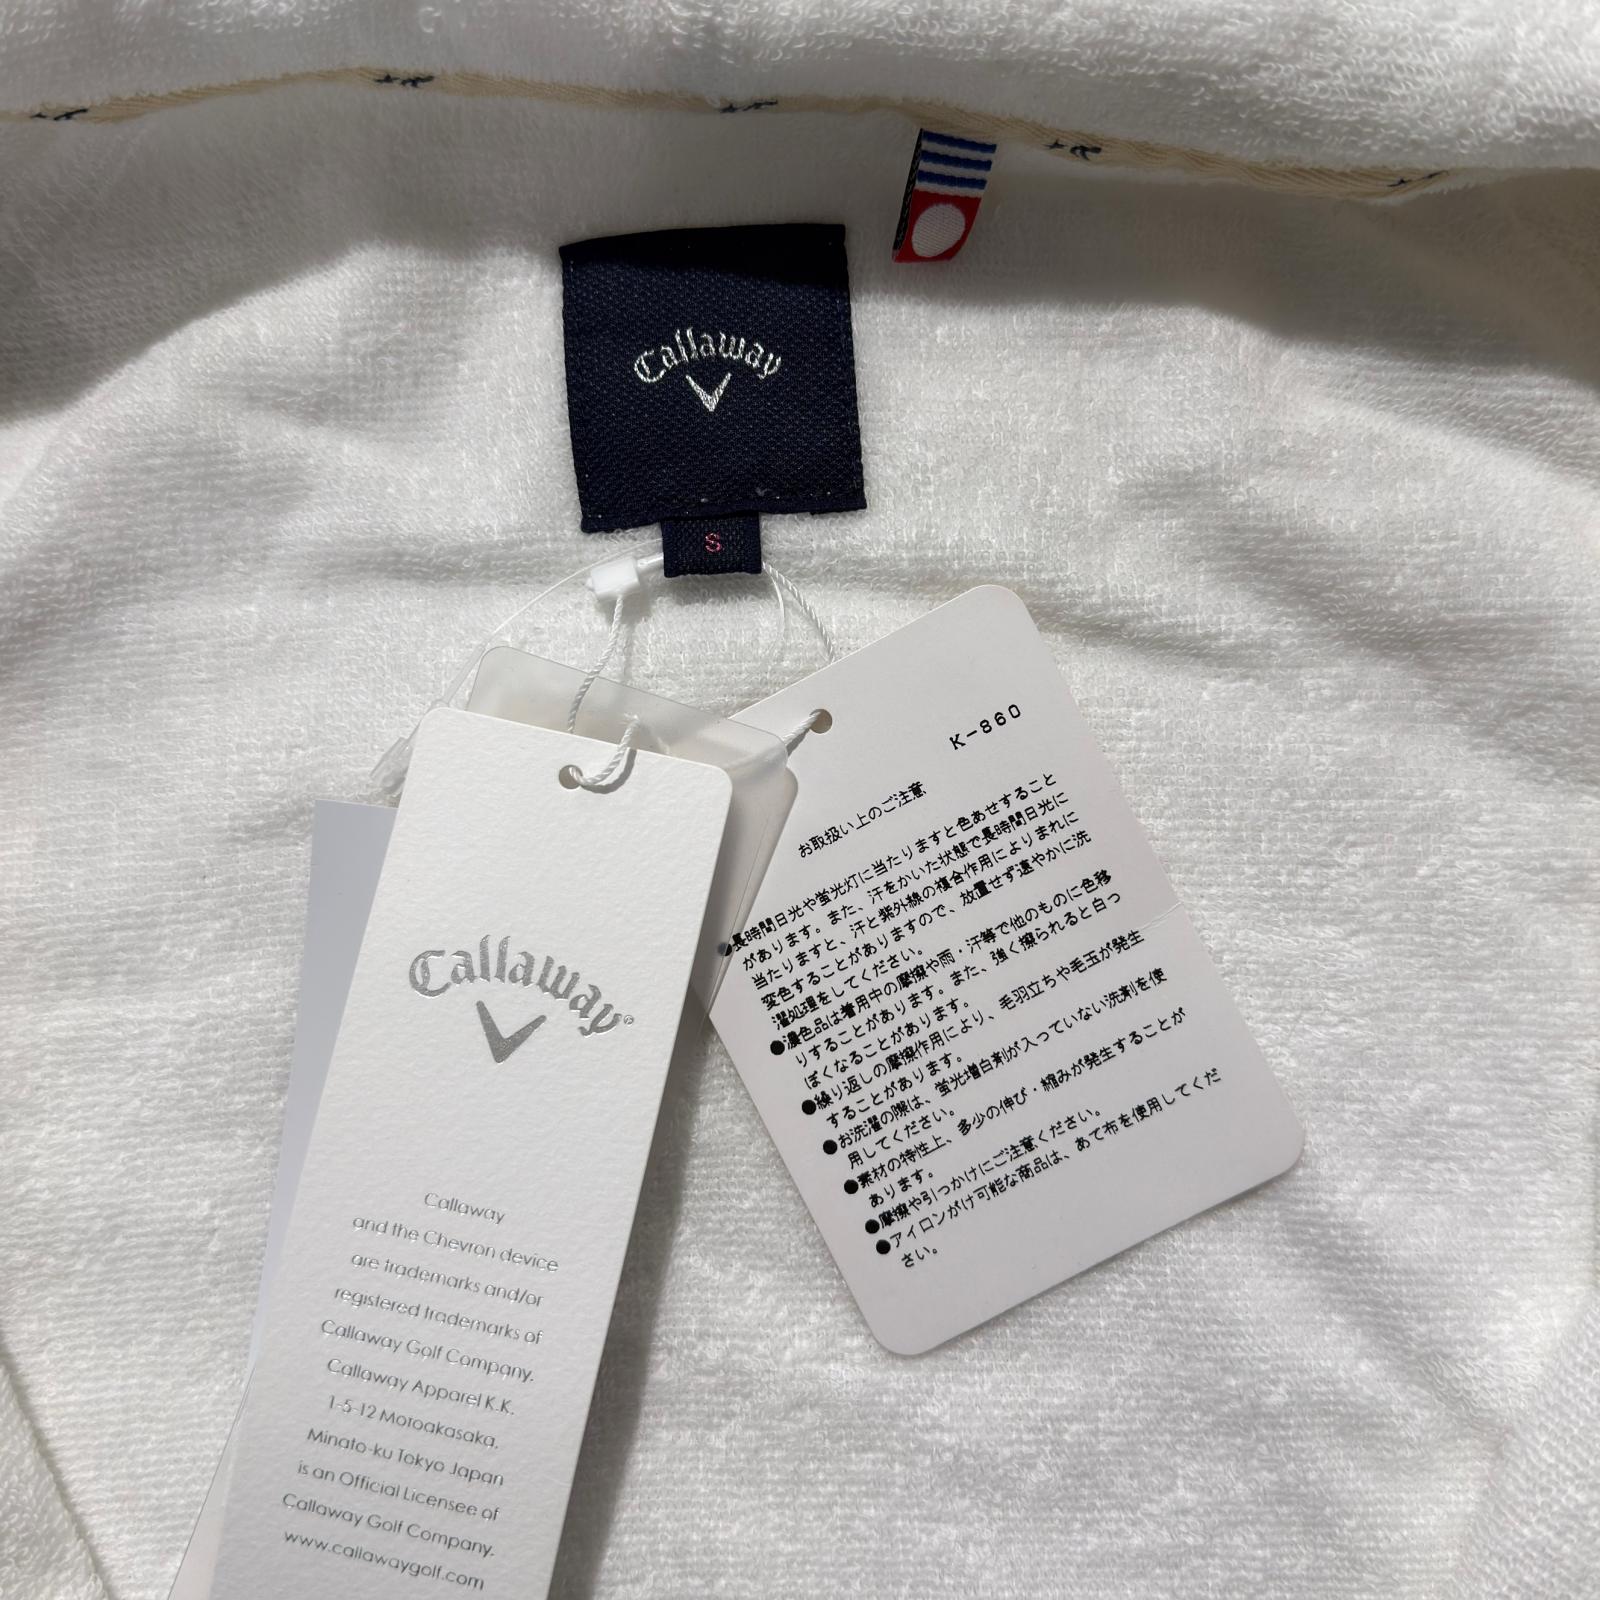 Callaway
S
Callaway®
Callaway
and the Chevron device
are trademarks and/or
registered trademarks of
Callaway Golf Company.
Callaway Apparel K.K.
1-5-12 Motoakasaka,
Minato-ku Tokyo Japan
is an Official Licensee of
Callaway Golf Company.
www.callawaygolf.com
K-860
お取扱い上のご注意
●長時間日光や蛍光灯に当たりますと色あせすること
があります。また、汗をかいた状態で長時間日光に
当たりますと、汗と紫外線の複合作用によりまれに
変色することがありますので、放置せず速やかに洗
濯処理をしてください。
●濃色品は着用中の摩擦や雨・汗等で他のものに色移
りすることがあります。また、強く擦られると白っ
ぽくなることがあります。
●繰り返しの摩擦作用により、毛羽立ちや毛玉が発生
することがあります。
●お洗濯の際は、蛍光増白剤が入っていない洗剤を使
用してください。
●素材の特性上、多少の伸び・縮みが発生することが
あります。
●摩擦や引っかけにご注意ください。
●アイロンがけ可能な商品は、あて布を使用してくだ
さい。